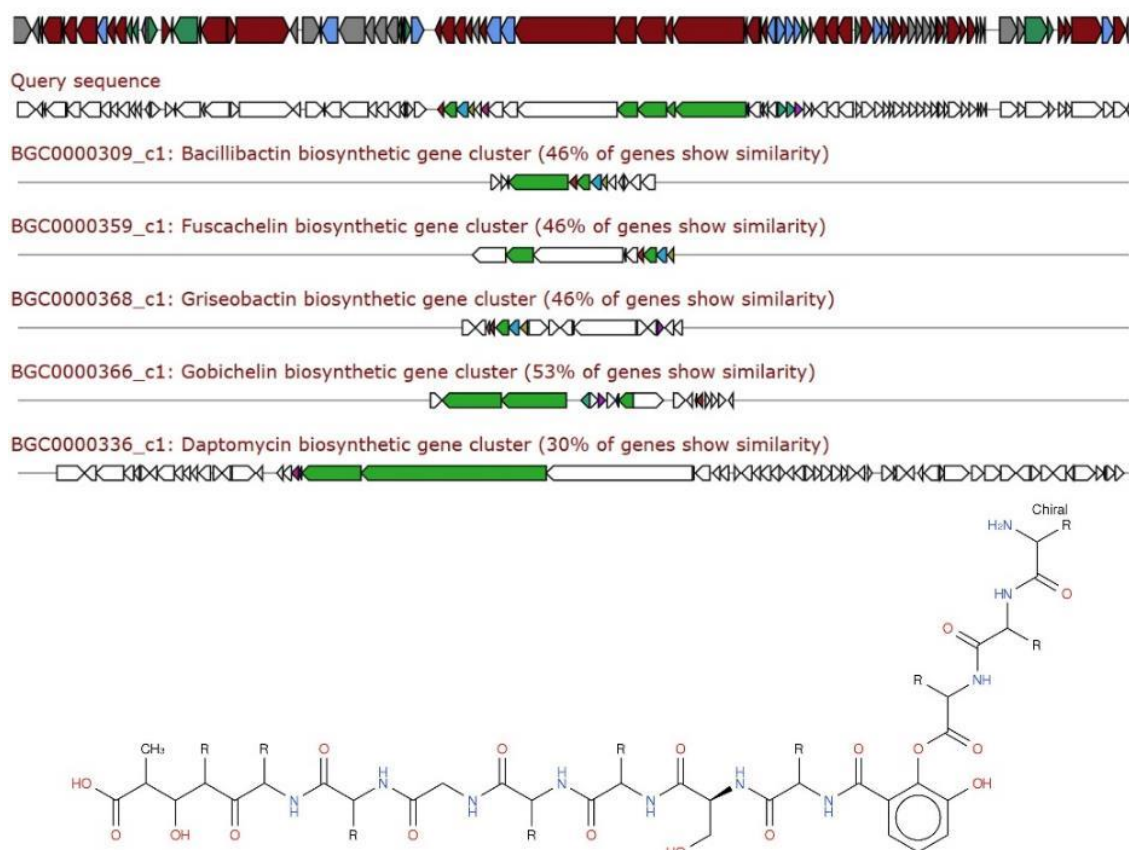 Query sequence
BGC0000309_c1: Bacillibactin biosynthetic gene cluster (46% of genes show similarity)
BGC0000359_c1: Fuscachelin biosynthetic gene cluster (46% of genes show similarity)
BGC0000368_c1: Griseobactin biosynthetic gene cluster (46% of genes show similarity)
BGC0000366_c1: Gobichelin biosynthetic gene cluster (53% of genes show similarity)
BGC0000336_c1: Daptomycin biosynthetic gene cluster (30% of genes show similarity)
Chiral
H2N R
HN O
O R
R NH
CH3 R R O O R O R O O O OH
HO N H N H N H N H
O OH O N H R O N H R O N H HO O N H